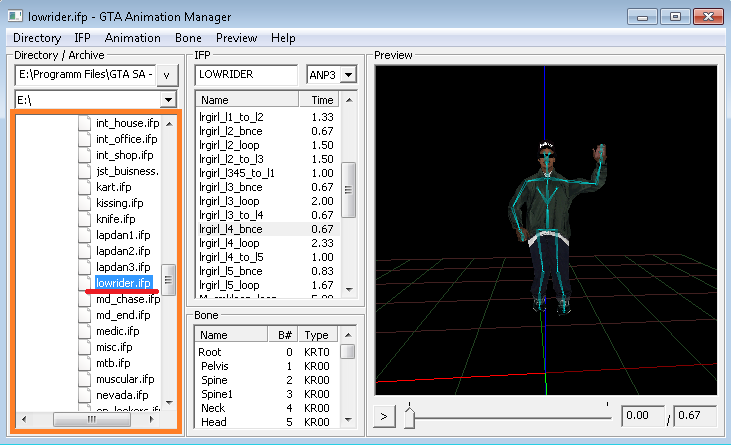 lowrider.ifp - GTA Animation Manager
Directory IFP Animation Bone Preview Help
Directory / Archive
E:\Programm Files\GTA SA - v
E:\
int_house.ifp
int_office.ifp
int_shop.ifp
jst_buisness.
kart.ifp
kissing.ifp
knife.ifp
lapdan1.ifp
lapdan2.ifp
lapdan3.ifp
lowrider.ifp
md_chase.ifp
md_end.ifp
medic.ifp
misc.ifp
mtb.ifp
muscular.ifp
nevada.ifp
on_lookers.ifp
IFP
LOWRIDER ANP3
Name Time
lrgirl_l1_to_l2 1.33
lrgirl_l2_bnce 0.67
lrgirl_l2_loop 1.50
lrgirl_l2_to_l3 1.50
lrgirl_l345_to_l1 1.00
lrgirl_l3_bnce 0.67
lrgirl_l3_loop 2.00
lrgirl_l3_to_l4 0.67
lrgirl_l4_bnce 0.67
lrgirl_l4_loop 2.33
lrgirl_l4_to_l5 1.00
lrgirl_l5_bnce 0.83
lrgirl_l5_loop 1.67
Bone
Name B# Type
Root 0 KRT0
Pelvis 1 KR00
Spine 2 KR00
Spine1 3 KR00
Neck 4 KR00
Head 5 KR00
Preview
> 0.00 / 0.67